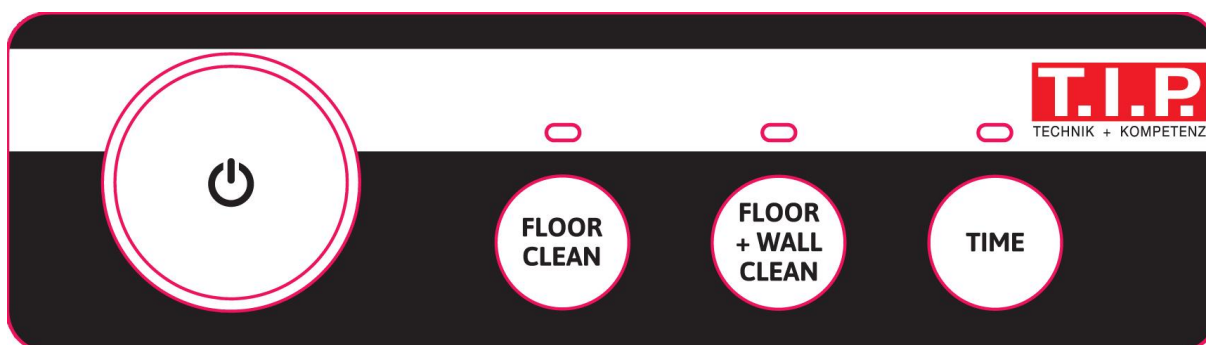 T.I.P.
TECHNIK + KOMPETENZ
FLOOR
CLEAN
FLOOR
+ WALL
CLEAN
TIME